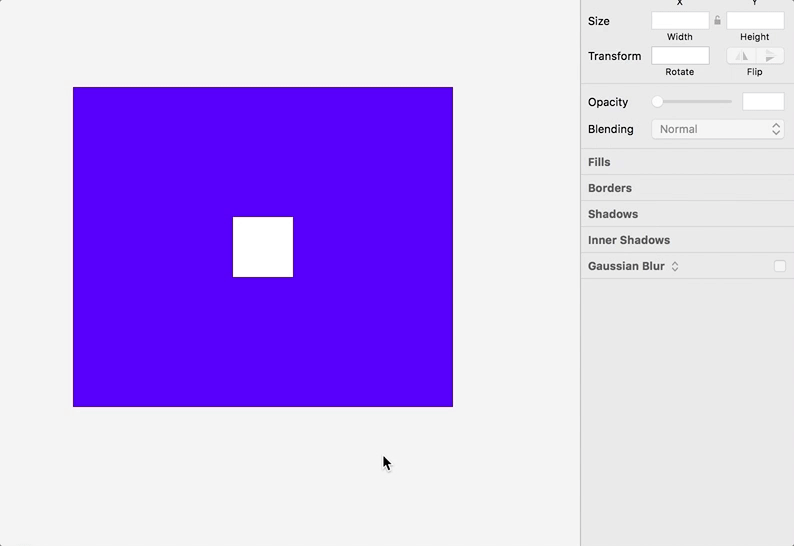 X Y
Size
Width Height
Transform
Rotate Flip
Opacity
Blending Normal
Fills
Borders
Shadows
Inner Shadows
Gaussian Blur